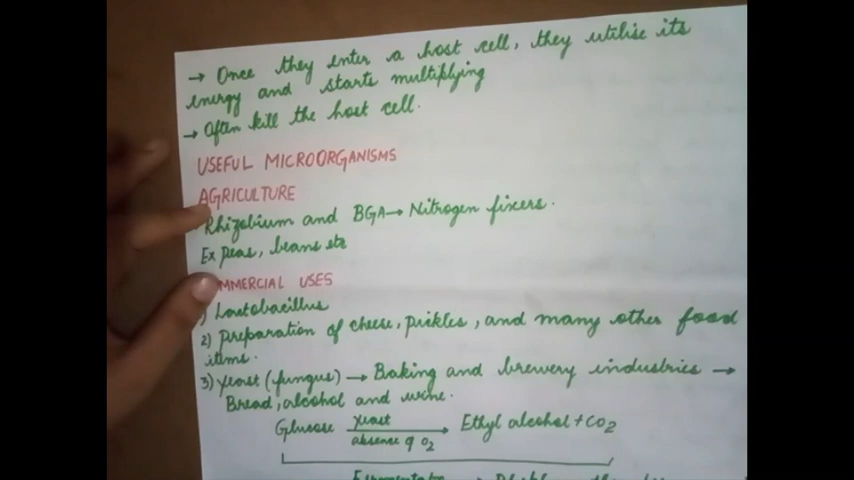 → Once they enter a host cell, they utilise its
energy and starts multiplying
→ Often kill the host cell.
USEFUL MICROORGANISMS
AGRICULTURE
Rhizobium and BGA→ Nitrogen fixers.
Ex peas, beans etc
MMERCIAL USES
1) Lactobacillus
2) Preparation of cheese, pickles, and many other food
items.
3) Yeast (fungus) → Baking and brewery industries →
Bread, alcohol and wine.
Glucose yeast → Ethyl alcohol + CO2
absence of O2